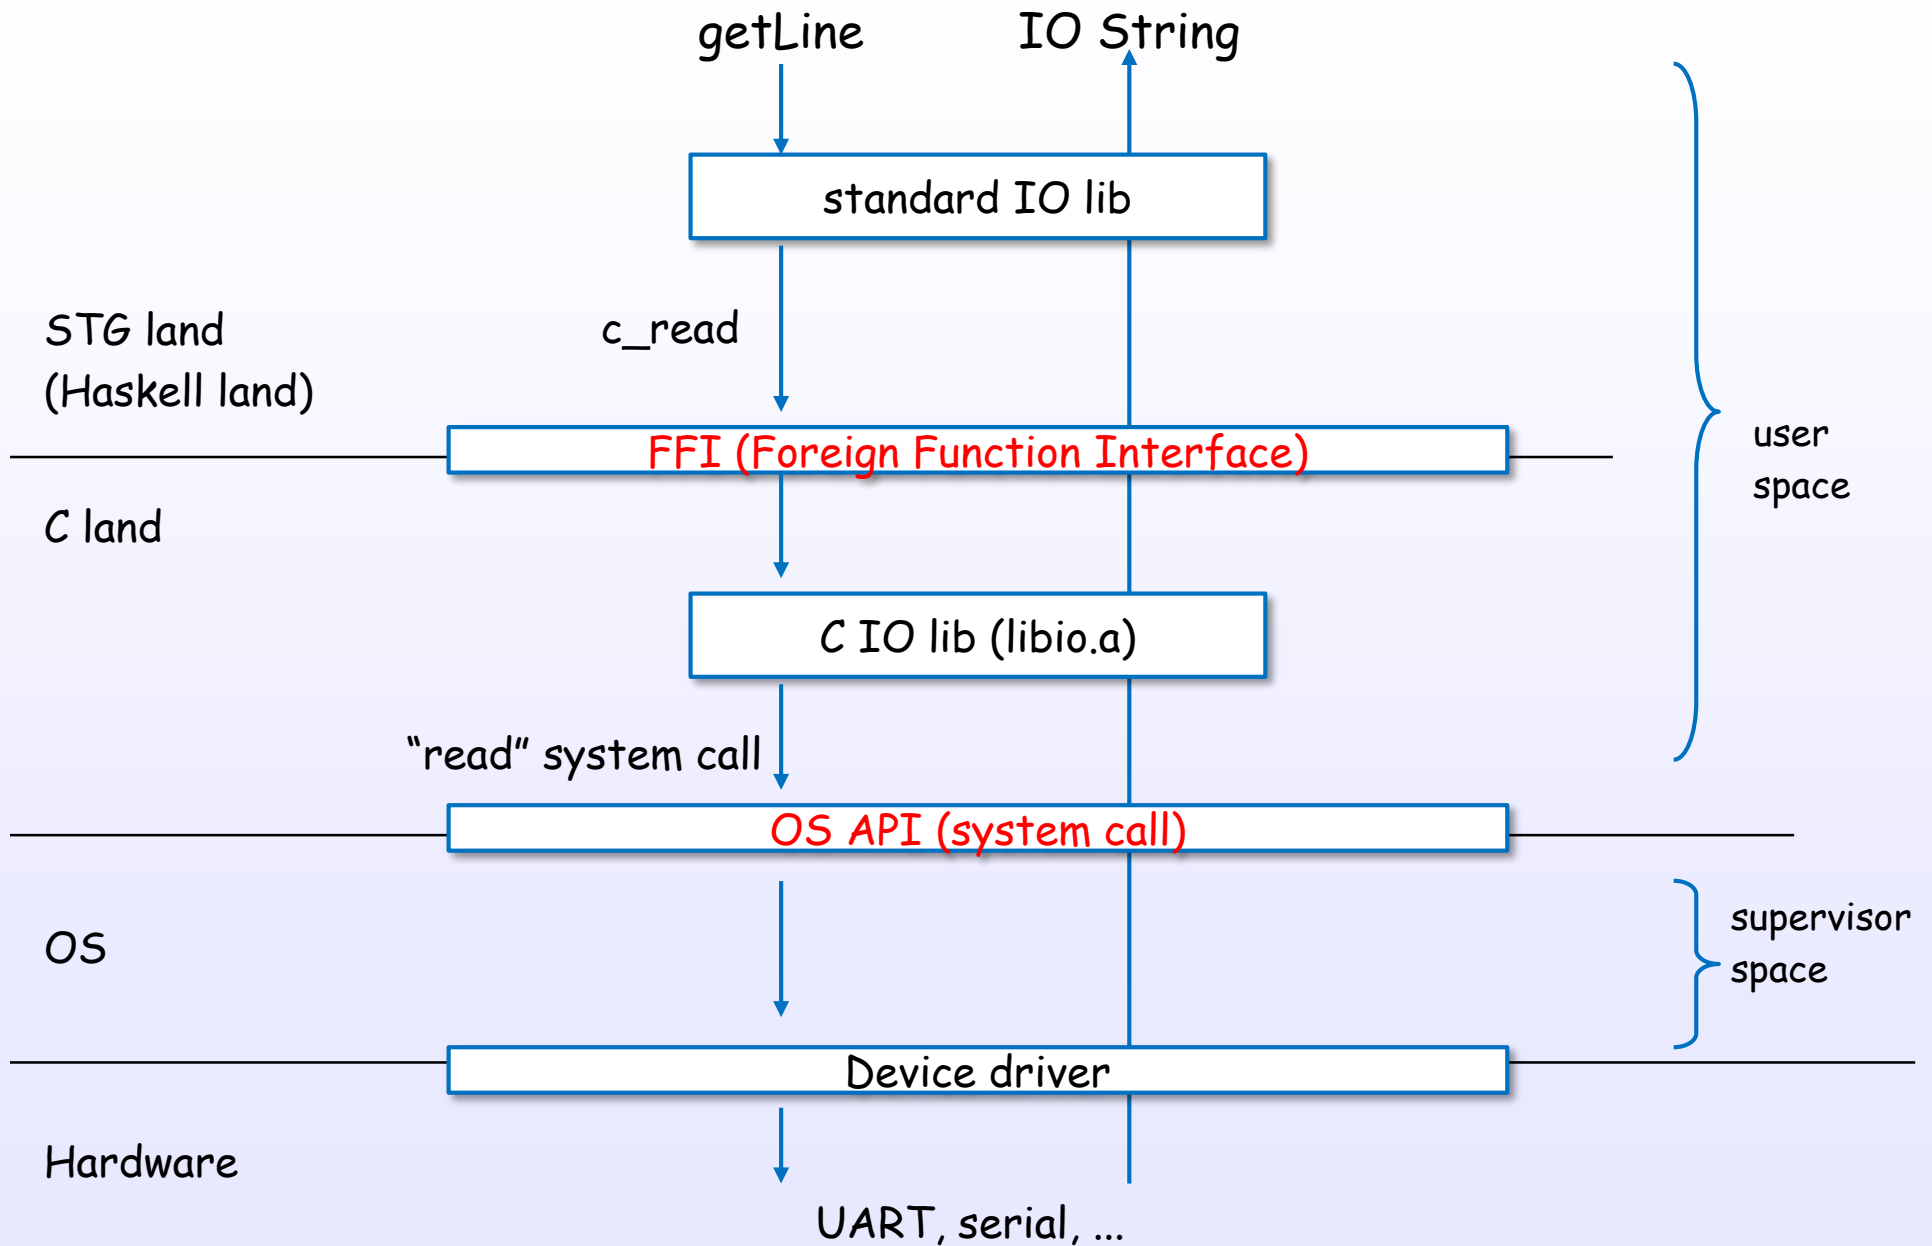 getLine
IO String
standard IO lib
STG land
(Haskell land)
c_read
FFI (Foreign Function Interface)
user
space
C land
C IO lib (libio.a)
“read” system call
OS API (system call)
OS
supervisor
space
Device driver
Hardware
UART, serial, ...